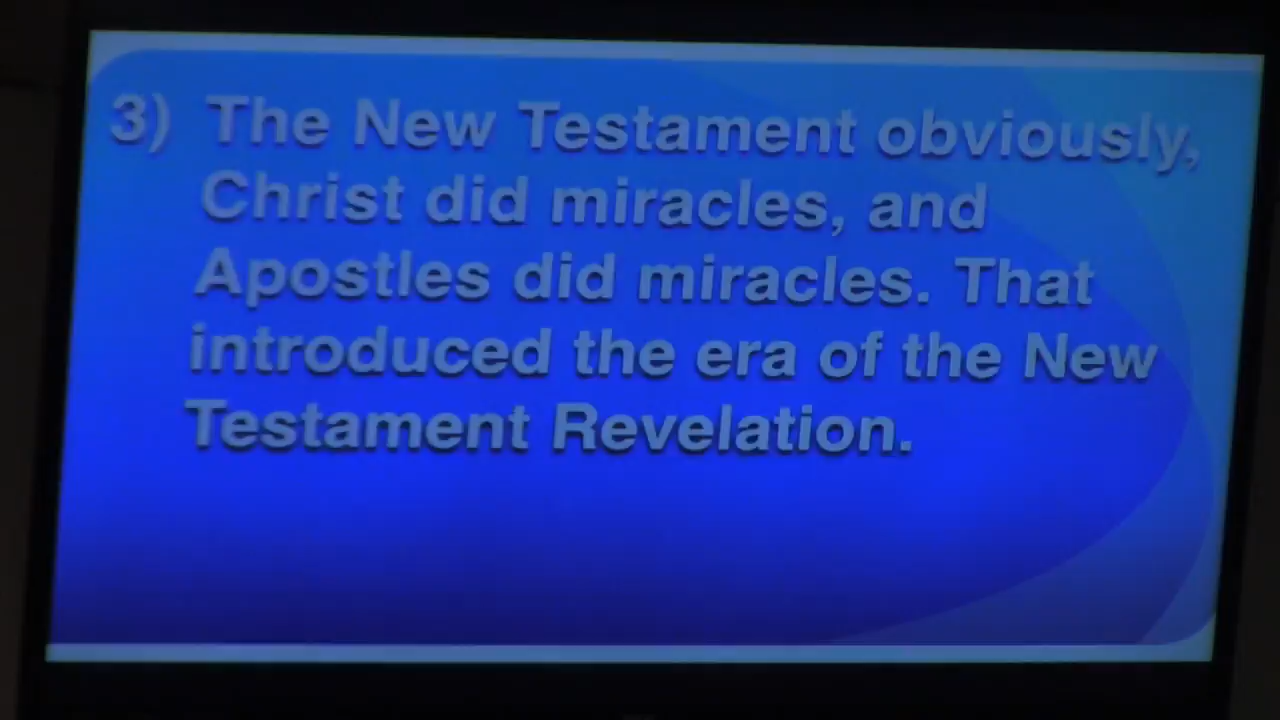 3) The New Testament obviously,
Christ did miracles, and
Apostles did miracles. That
introduced the era of the New
Testament Revelation.